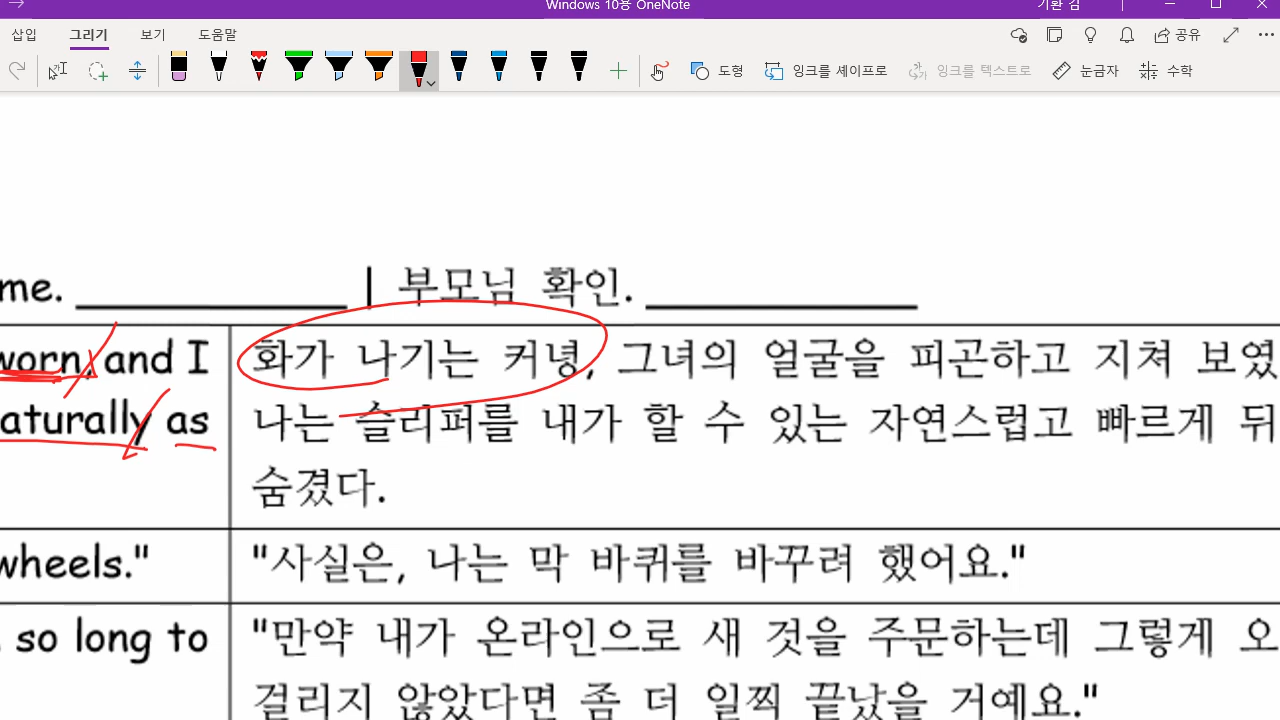 Windows 10용 OneNote
기환 김
삽입 그리기 보기 도움말
공유
도형 잉크를 셰이프로 잉크를 텍스트로 눈금자 수학
me. | 부모님 확인.
worn, and I
aturally as
화가 나기는 커녕, 그녀의 얼굴을 피곤하고 지쳐 보였
나는 슬리퍼를 내가 할 수 있는 자연스럽고 빠르게 뒤
숨겼다.
wheels."
"사실은, 나는 막 바퀴를 바꾸려 했어요."
so long to
"만약 내가 온라인으로 새 것을 주문하는데 그렇게 오
걸리지 않았다면 좀 더 일찍 끝났을 거예요."